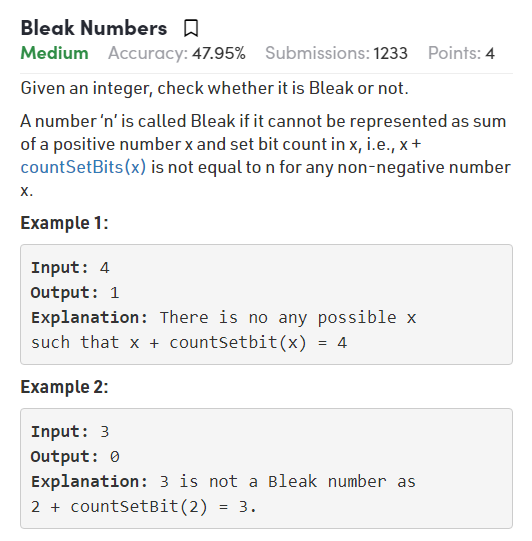 Bleak Numbers
Medium Accuracy: 47.95% Submissions: 1233 Points: 4
Given an integer, check whether it is Bleak or not.
A number ‘n’ is called Bleak if it cannot be represented as sum
of a positive number x and set bit count in x, i.e., x +
countSetBits(x) is not equal to n for any non-negative number
x.
Example 1:
Input: 4
Output: 1
Explanation: There is no any possible x
such that x + countSetbit(x) = 4
Example 2:
Input: 3
Output: 0
Explanation: 3 is not a Bleak number as
2 + countSetBit(2) = 3.